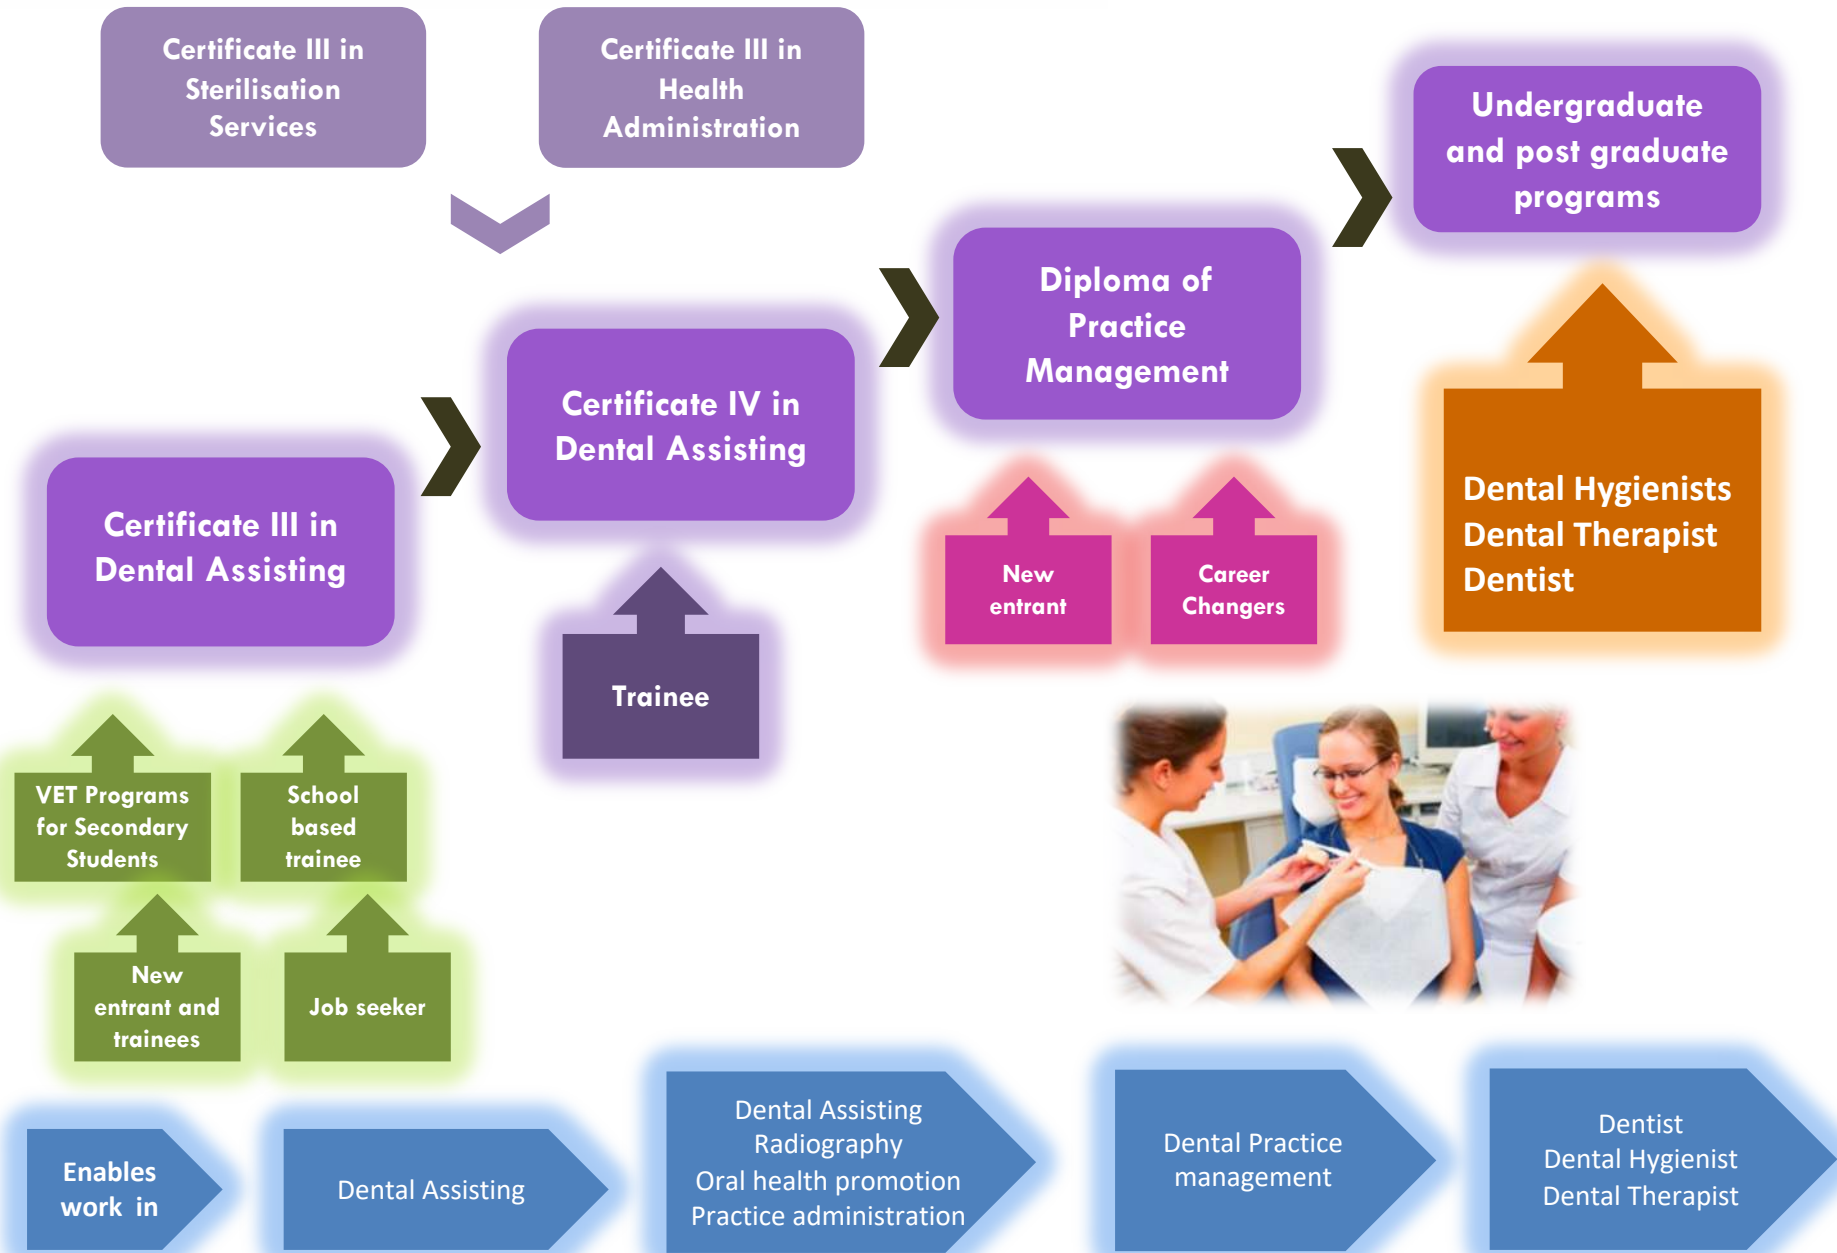 Certificate III in
Sterilisation
Services
Certificate III in
Health
Administration
Undergraduate
and post graduate
programs
Diploma of
Practice
Management
Certificate IV in
Dental Assisting
Certificate III in
Dental Assisting
Dental Hygienists
Dental Therapist
Dentist
New
entrant
Career
Changers
Trainee
VET Programs
for Secondary
Students
School
based
trainee
New
entrant and
trainees
Job seeker
Enables
work in
Dental Assisting
Dental Assisting
Radiography
Oral health promotion
Practice administration
Dental Practice
management
Dentist
Dental Hygienist
Dental Therapist